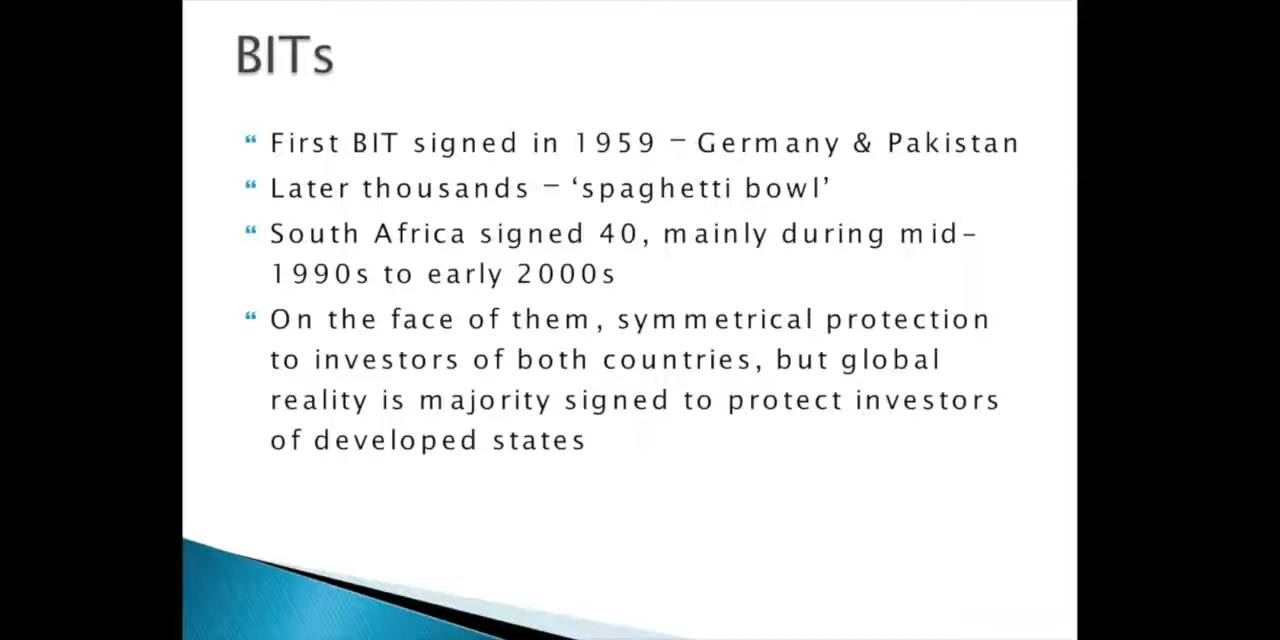 BITs
“ First BIT signed in 1959 – Germany & Pakistan
“ Later thousands – ‘spaghetti bowl’
“ South Africa signed 40, mainly during mid-
1990s to early 2000s
“ On the face of them, symmetrical protection
to investors of both countries, but global
reality is majority signed to protect investors
of developed states